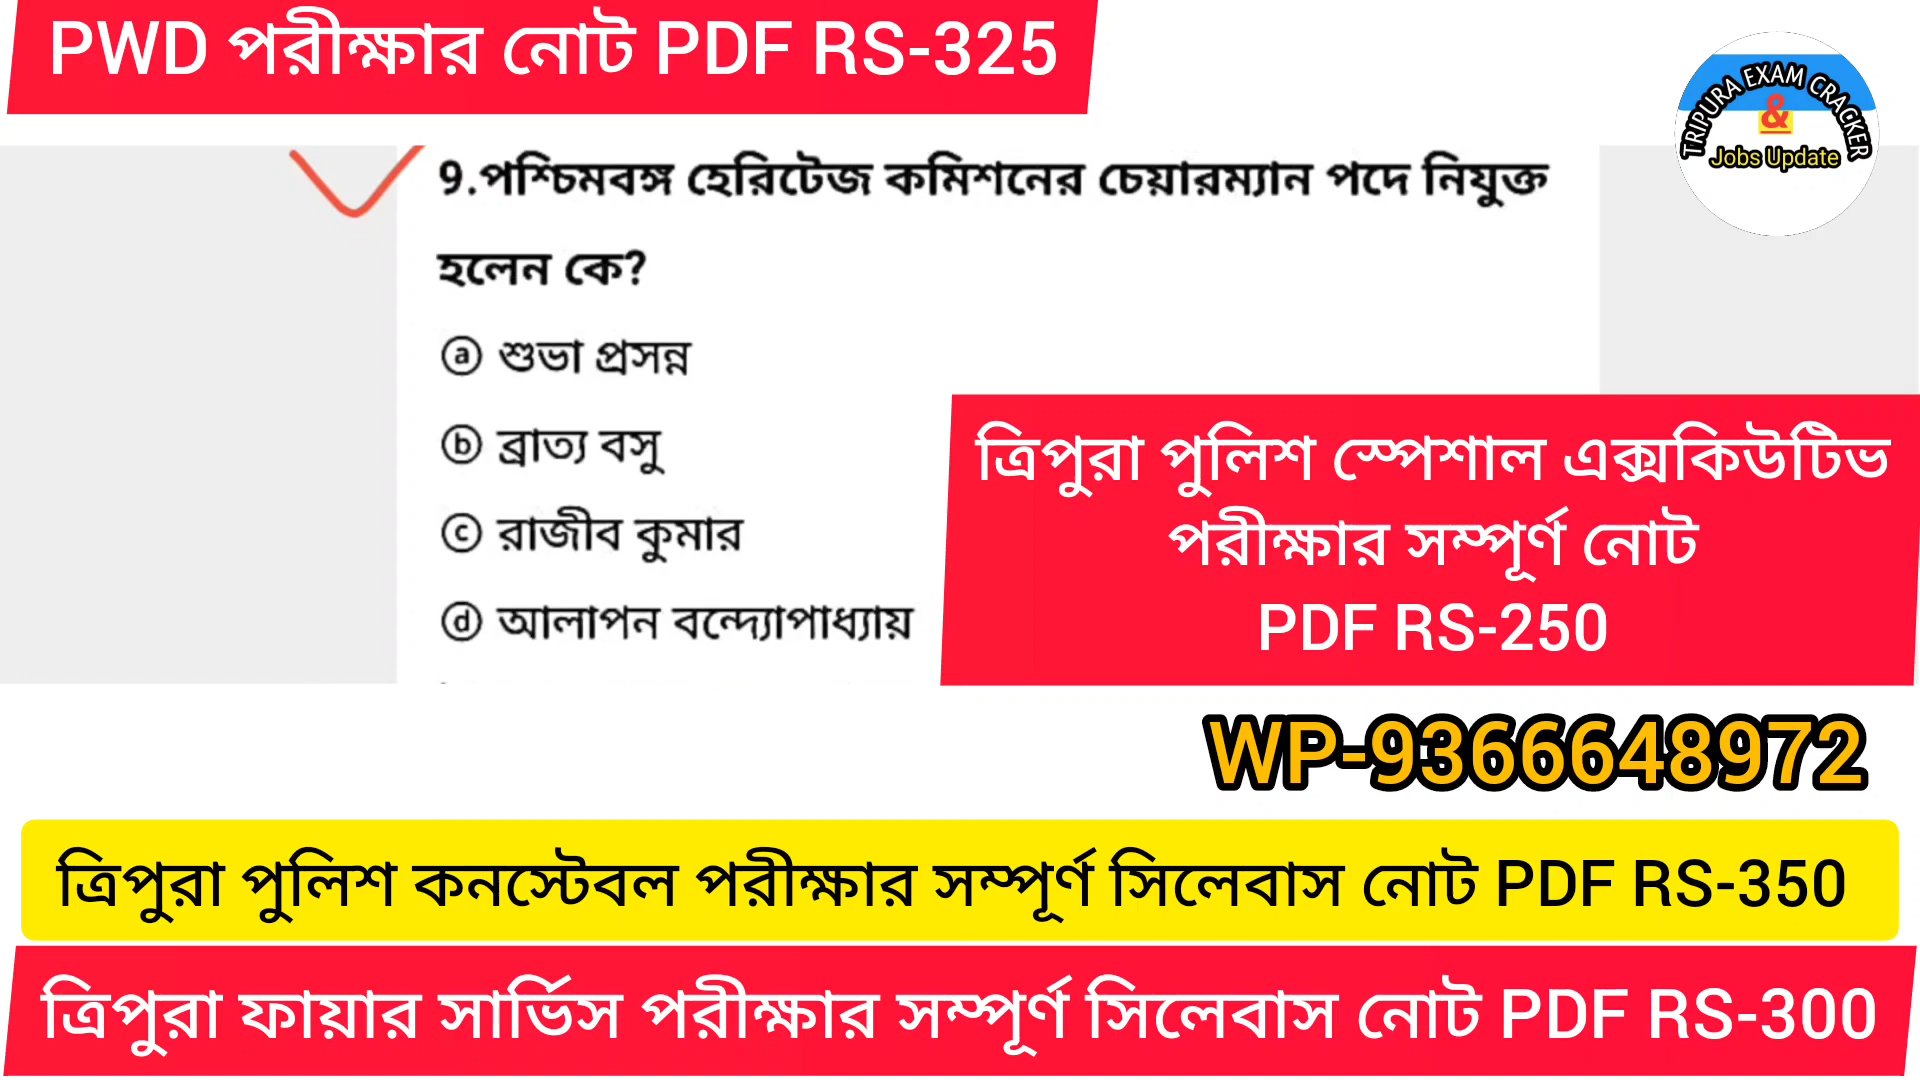 PWD পরীক্ষার নোট PDF RS-325
TRIPURA EXAM CRACKER
&
Jobs Update
9.পশ্চিমবঙ্গ হেরিটেজ কমিশনের চেয়ারম্যান পদে নিযুক্ত
হলেন কে?
ⓐ শুভা প্রসন্ন
ⓑ ব্রাত্য বসু
ⓒ রাজীব কুমার
ⓓ আলাপন বন্দ্যোপাধ্যায়
ত্রিপুরা পুলিশ স্পেশাল এক্সকিউটিভ
পরীক্ষার সম্পূর্ণ নোট
PDF RS-250
WP-9366648972
ত্রিপুরা পুলিশ কনস্টেবল পরীক্ষার সম্পূর্ণ সিলেবাস নোট PDF RS-350
ত্রিপুরা ফায়ার সার্ভিস পরীক্ষার সম্পূর্ণ সিলেবাস নোট PDF RS-300